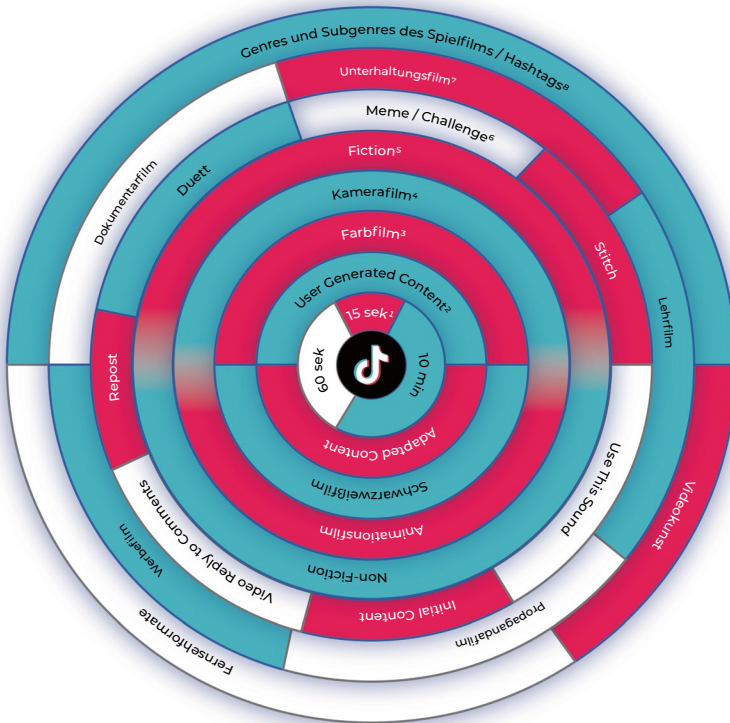 Genres und Subgenres des Spielfilms / Hashtags⁸
Unterhaltungsfilm⁷
Meme / Challenge⁶
Fiction⁵
Kamerafilm⁴
Farbfilm³
User Generated Content²
15 sek¹
60 sek
10 min
Adapted Content
Schwarzweißfilm
Animationsfilm
Non-Fiction
Duett
Stitch
Repost
Video Reply to Comments
Initial Content
Use This Sound
Dokumentarfilm
Lehrfilm
Werbefilm
Propagandafilm
Fernsehformate
Videokunst